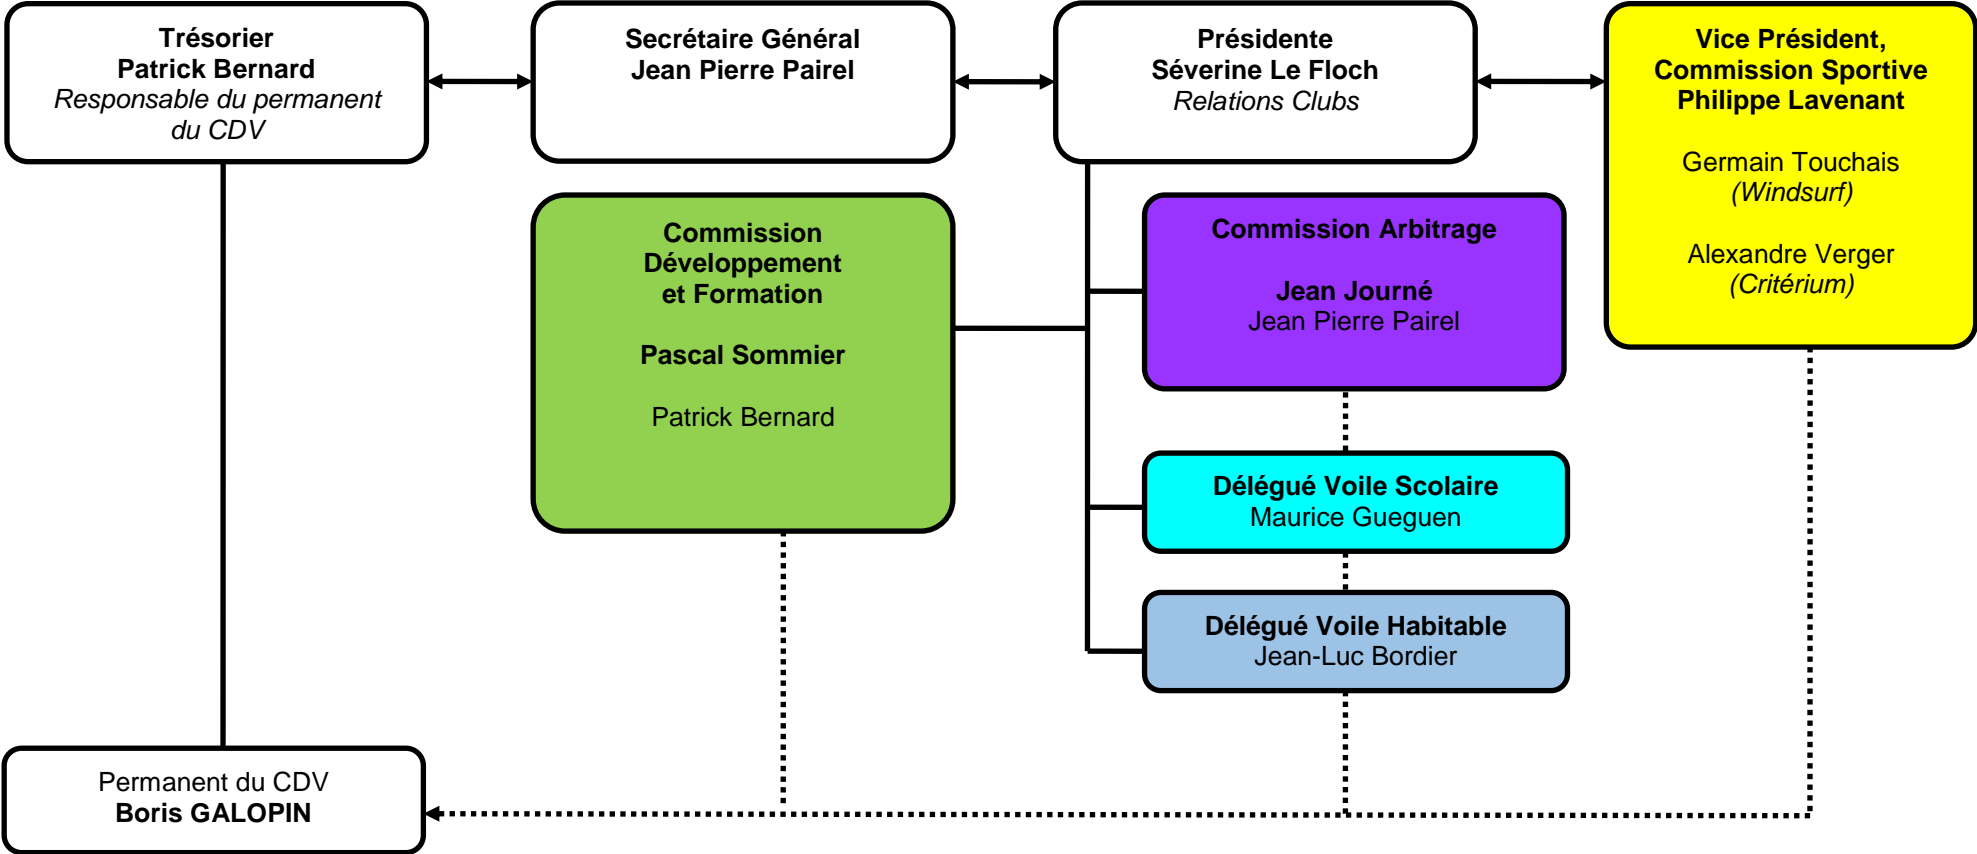 Trésorier
Patrick Bernard
Responsable du permanent
du CDV
Secrétaire Général
Jean Pierre Pairel
Présidente
Séverine Le Floch
Relations Clubs
Vice Président,
Commission Sportive
Philippe Lavenant
Germain Touchais
(Windsurf)
Alexandre Verger
(Critérium)
Commission
Développement
et Formation
Pascal Sommier
Patrick Bernard
Commission Arbitrage
Jean Journé
Jean Pierre Pairel
Délégué Voile Scolaire
Maurice Gueguen
Délégué Voile Habitable
Jean-Luc Bordier
Permanent du CDV
Boris GALOPIN